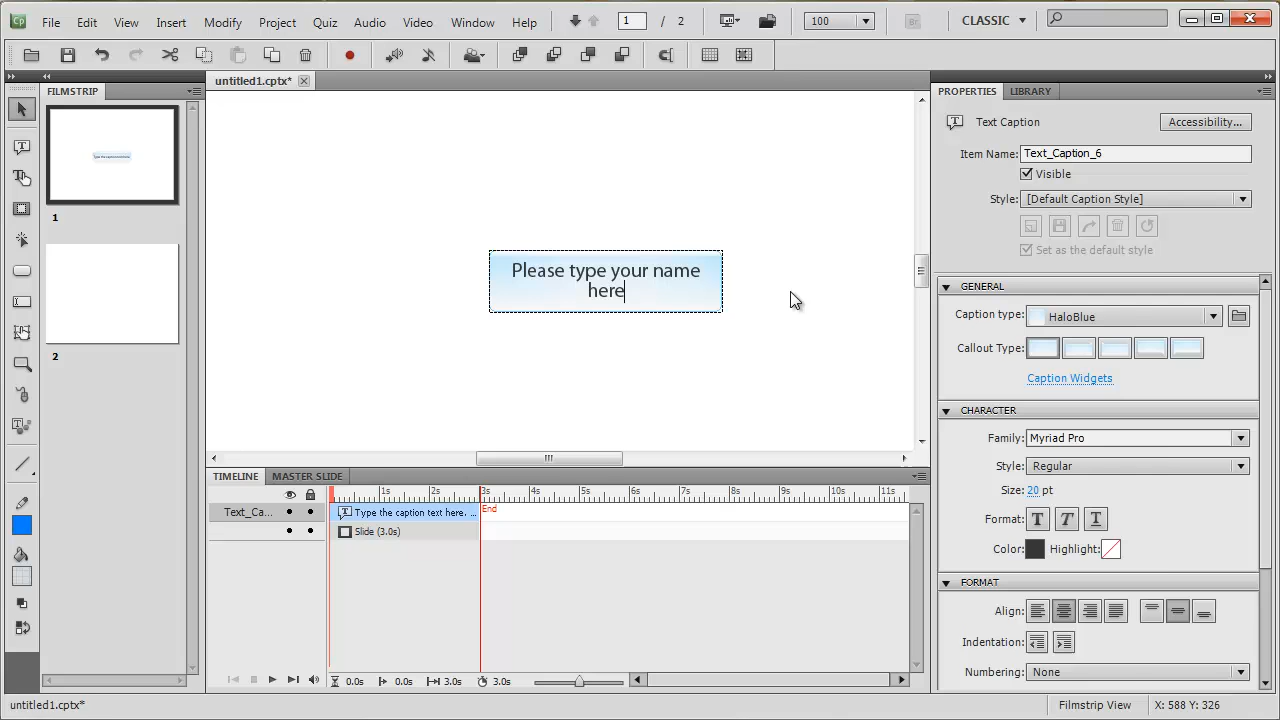 Cp File Edit View Insert Modify Project Quiz Audio Video Window Help 1 / 2 100 Br CLASSIC
untitled1.cptx*
FILMSTRIP
PROPERTIES LIBRARY
Text Caption Accessibility...
Item Name: Text_Caption_6
Visible
Style: [Default Caption Style]
Set as the default style
1
2
Please type your name
here
GENERAL
Caption type: HaloBlue
Callout Type:
Caption Widgets
CHARACTER
Family: Myriad Pro
Style: Regular
Size: 20 pt
Format: T T T
Color: Highlight:
FORMAT
Align:
Indentation:
Numbering: None
TIMELINE MASTER SLIDE
1s 2s 3s 4s 5s 6s 7s 8s 9s 10s 11s
Text_Ca... Type the caption text here. ... End
Slide (3.0s)
0.0s 0.0s 3.0s 3.0s
untitled1.cptx* Filmstrip View X: 588 Y: 326